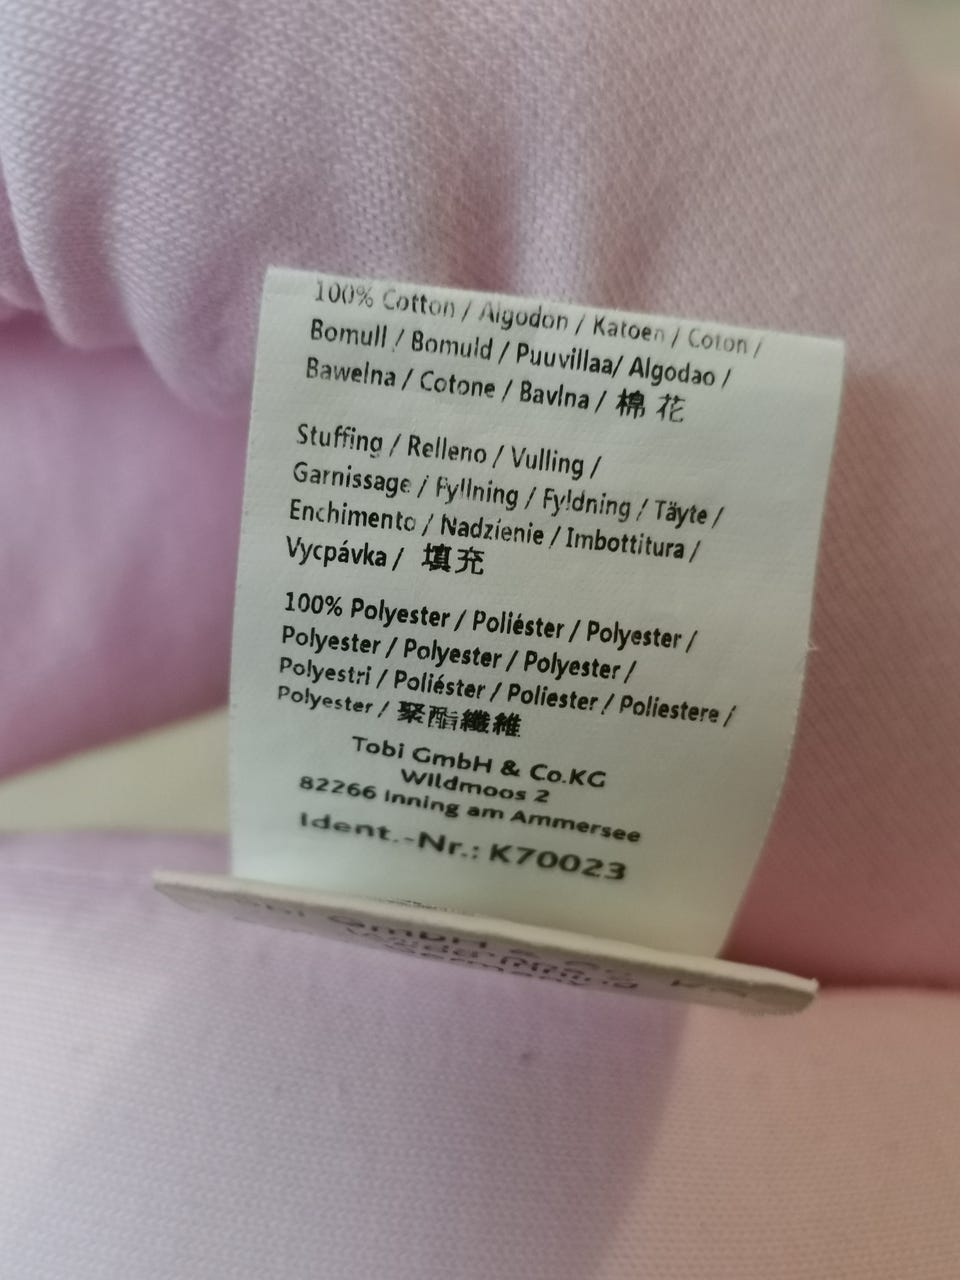 100% Cotton / Algodon / Katoen / Coton /
Bomull / Bomuld / Puuvillaa/ Algodao /
Bawelna / Cotone / Bavlna / 棉 花
Stuffing / Relleno / Vulling /
Garnissage / Fyllning / Fyldning / Täyte /
Enchimento / Nadzienie / Imbottitura /
Vycpávka / 填充
100% Polyester / Poliéster / Polyester /
Polyester / Polyester / Polyester /
Polyestri / Poliéster / Poliester / Poliestere /
Polyester / 聚酯纖維
Tobi GmbH & Co.KG
Wildmoos 2
82266 Inning am Ammersee
Ident.-Nr.: K70023
GmbH
Germany